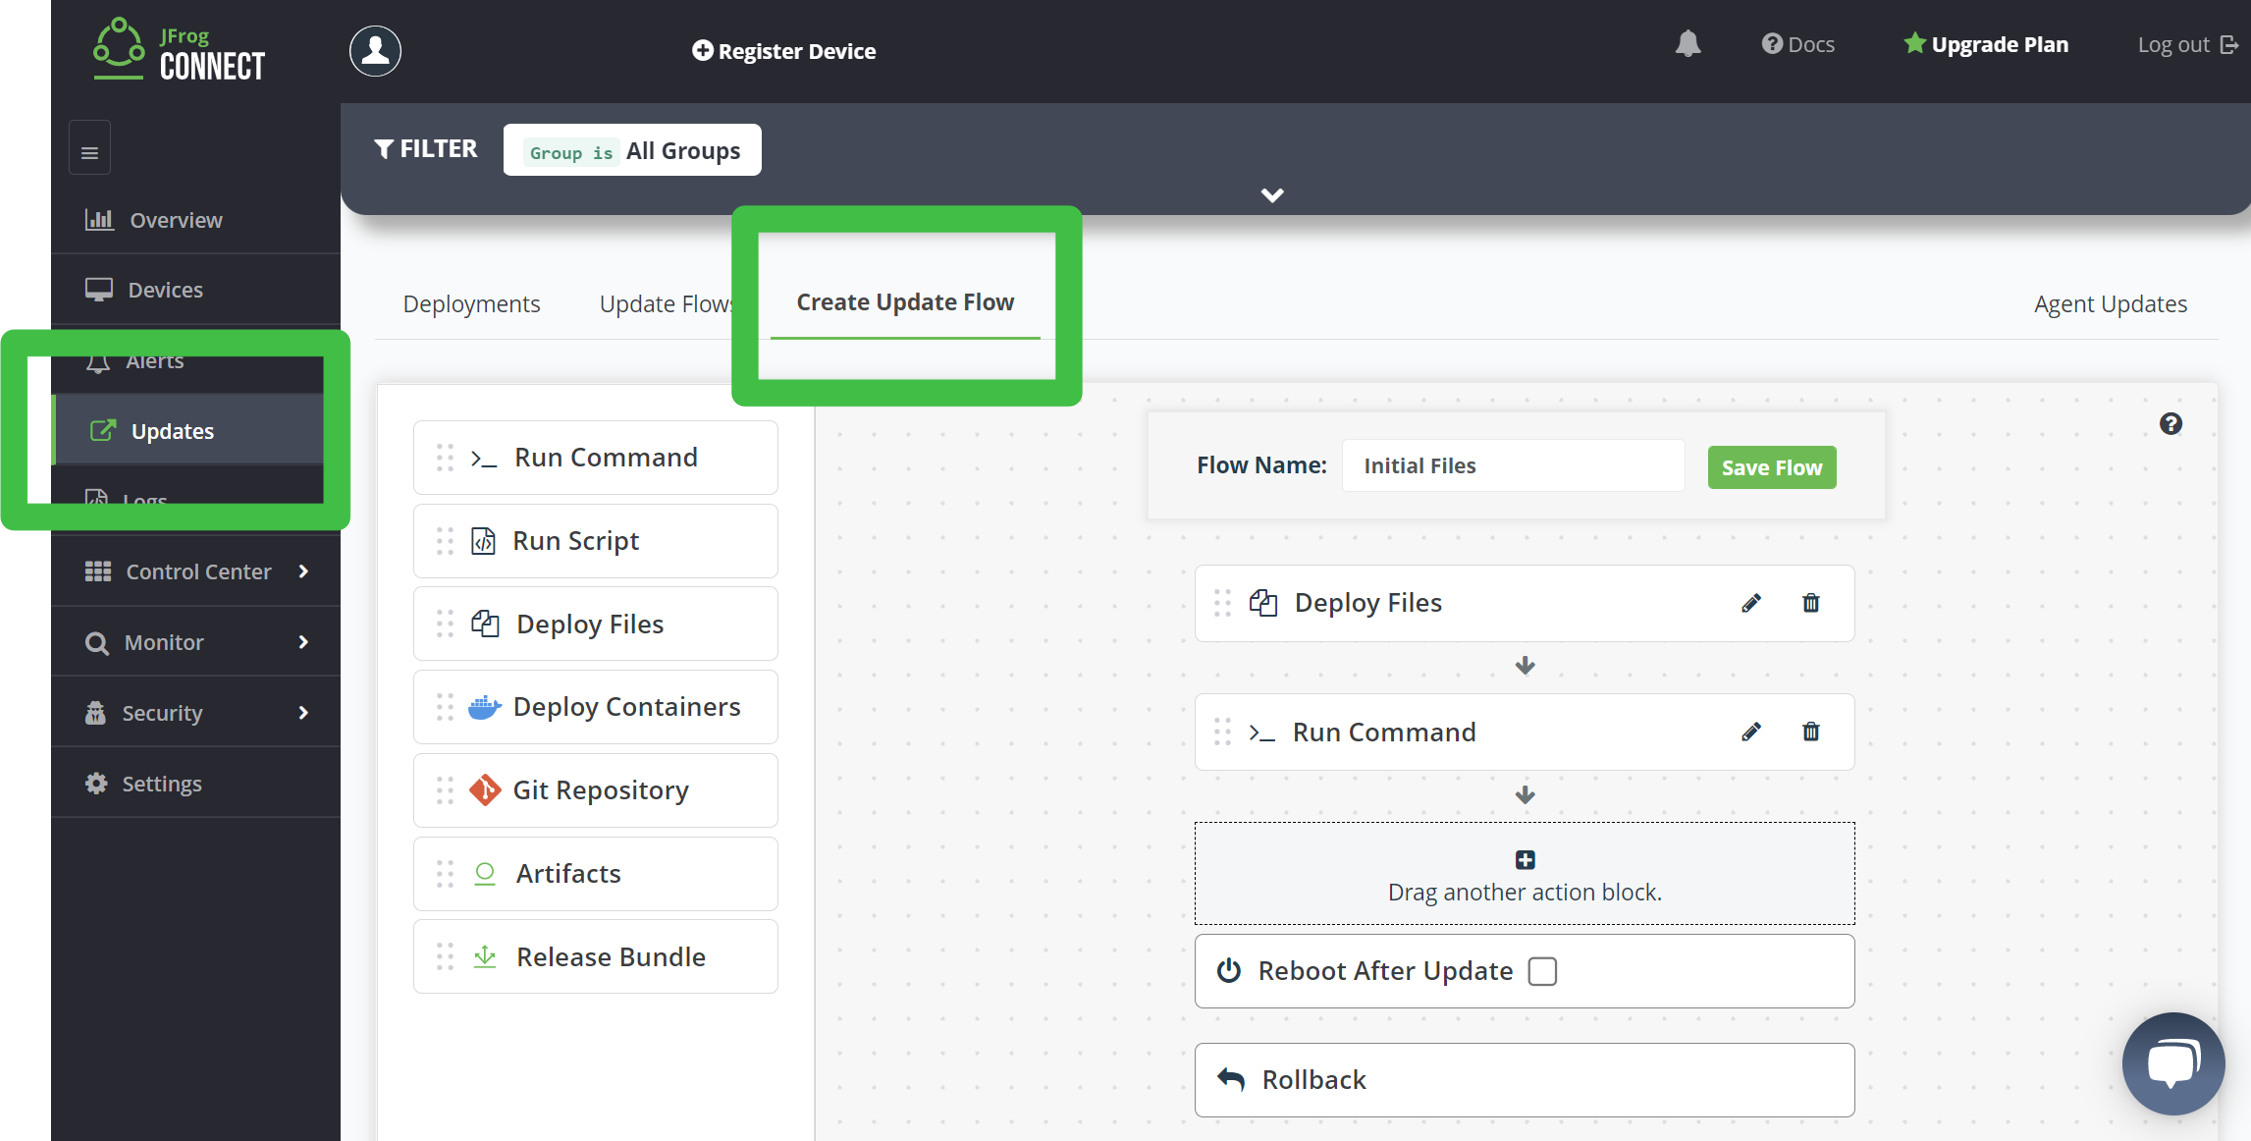 JFrog
CONNECT
Register Device
Docs
Upgrade Plan
Log out
FILTER
Group is All Groups
Overview
Devices
Alerts
Updates
Logs
Control Center
Monitor
Security
Settings
Deployments
Update Flows
Create Update Flow
Agent Updates
Run Command
Run Script
Deploy Files
Deploy Containers
Git Repository
Artifacts
Release Bundle
Flow Name: Initial Files Save Flow
Deploy Files
Run Command
Drag another action block.
Reboot After Update
Rollback